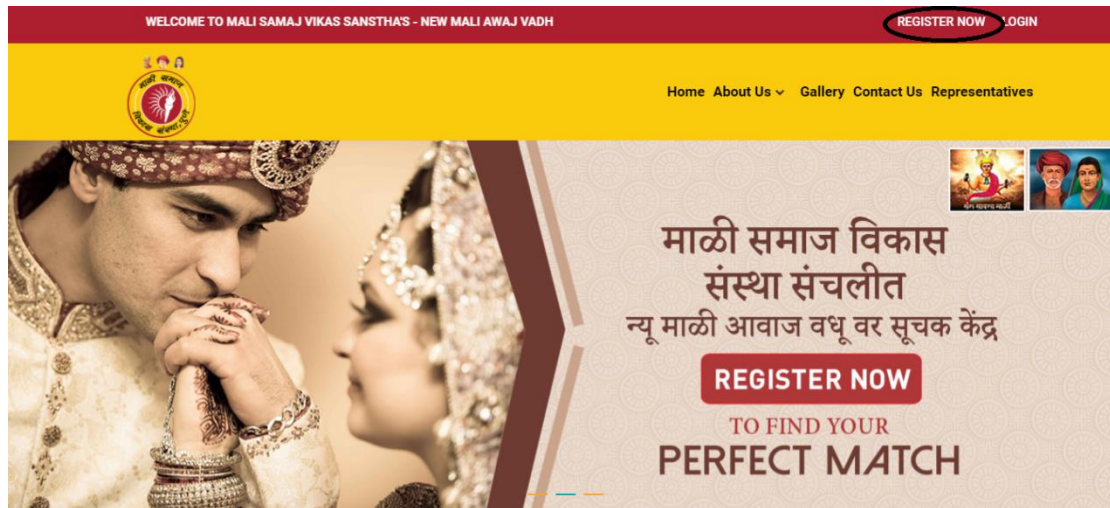 WELCOME TO MALI SAMAJ VIKAS SANSTHA'S - NEW MALI AWAJ VADH
REGISTER NOW LOGIN
माळी समाज
विकास संस्था, पुणे
Home About Us Gallery Contact Us Representatives
माळी समाज विकास
संस्था संचलीत
न्यू माळी आवाज वधू वर सूचक केंद्र
REGISTER NOW
TO FIND YOUR
PERFECT MATCH